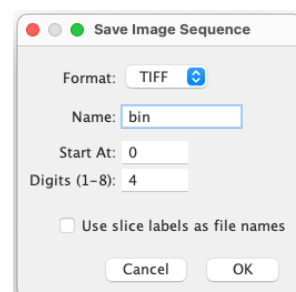 Save Image Sequence
Format: TIFF
Name: bin
Start At: 0
Digits (1–8): 4
Use slice labels as file names
Cancel OK